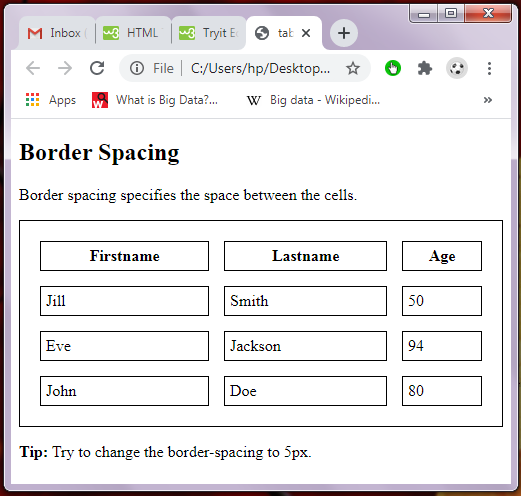 Inbox (
HTML
Tryit E
tab
File | C:/Users/hp/Desktop...
Apps What is Big Data?... W Big data - Wikipedi... »
Border Spacing
Border spacing specifies the space between the cells.
Firstname Lastname Age
Jill Smith 50
Eve Jackson 94
John Doe 80
Tip: Try to change the border-spacing to 5px.